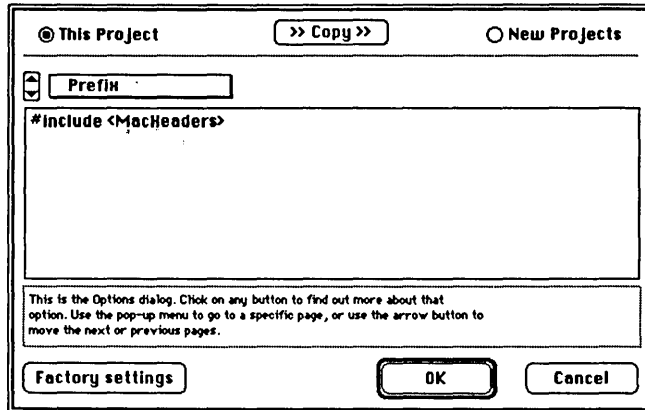 This Project
>> Copy >>
New Projects
Prefix
#include <MacHeaders>
This is the Options dialog. Click on any button to find out more about that
option. Use the pop-up menu to go to a specific page, or use the arrow button to
move the next or previous pages.
Factory settings
OK
Cancel